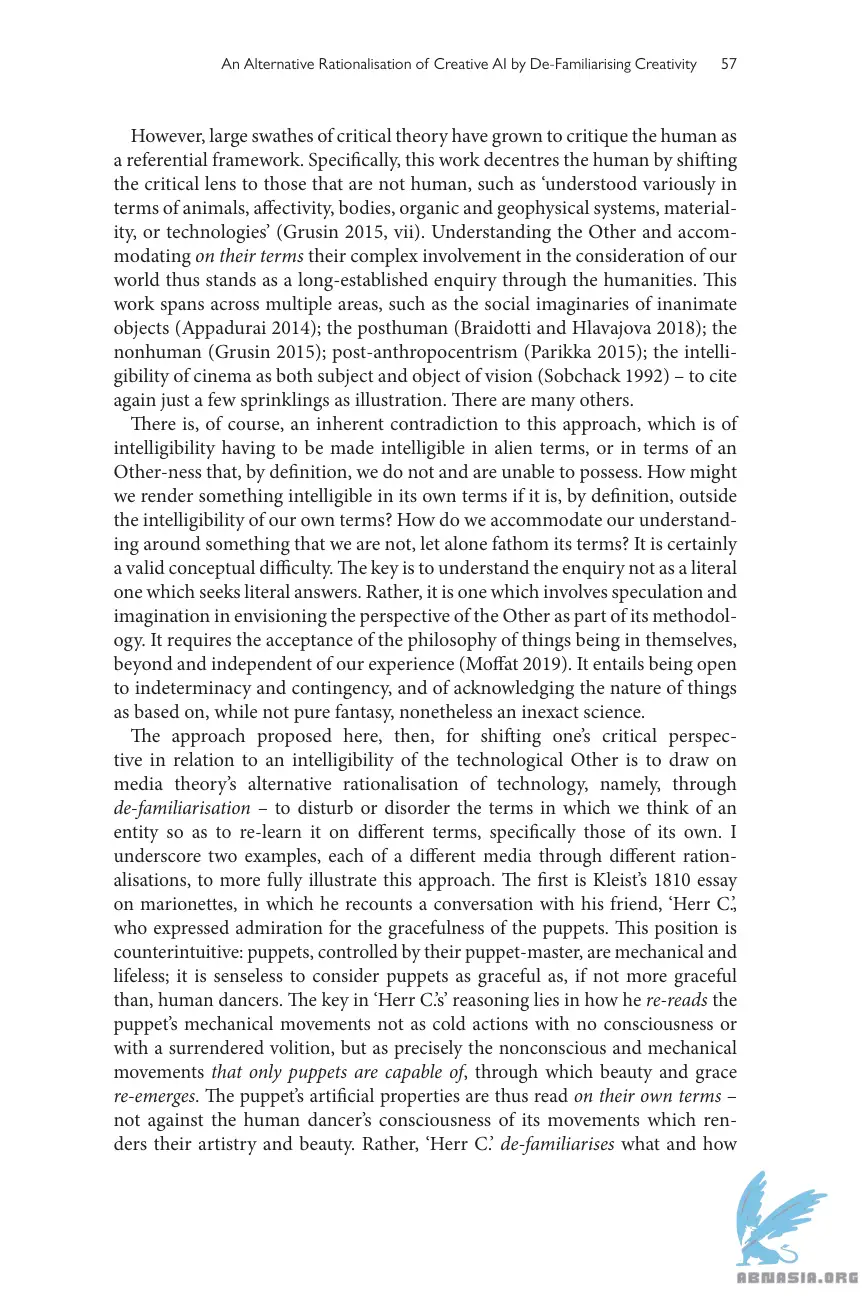 An Alternative Rationalisation of Creative AI by De-Familiarising Creativity 57
However, large swathes of critical theory have grown to critique the human as
a referential framework. Specifically, this work decentres the human by shifting
the critical lens to those that are not human, such as ‘understood variously in
terms of animals, affectivity, bodies, organic and geophysical systems, material-
ity, or technologies’ (Grusin 2015, vii). Understanding the Other and accom-
modating on their terms their complex involvement in the consideration of our
world thus stands as a long-established enquiry through the humanities. This
work spans across multiple areas, such as the social imaginaries of inanimate
objects (Appadurai 2014); the posthuman (Braidotti and Hlavajova 2018); the
nonhuman (Grusin 2015); post-anthropocentrism (Parikka 2015); the intelli-
gibility of cinema as both subject and object of vision (Sobchack 1992) – to cite
again just a few sprinklings as illustration. There are many others.
There is, of course, an inherent contradiction to this approach, which is of
intelligibility having to be made intelligible in alien terms, or in terms of an
Other-ness that, by definition, we do not and are unable to possess. How might
we render something intelligible in its own terms if it is, by definition, outside
the intelligibility of our own terms? How do we accommodate our understand-
ing around something that we are not, let alone fathom its terms? It is certainly
a valid conceptual difficulty. The key is to understand the enquiry not as a literal
one which seeks literal answers. Rather, it is one which involves speculation and
imagination in envisioning the perspective of the Other as part of its methodol-
ogy. It requires the acceptance of the philosophy of things being in themselves,
beyond and independent of our experience (Moffat 2019). It entails being open
to indeterminacy and contingency, and of acknowledging the nature of things
as based on, while not pure fantasy, nonetheless an inexact science.
The approach proposed here, then, for shifting one’s critical perspec-
tive in relation to an intelligibility of the technological Other is to draw on
media theory’s alternative rationalisation of technology, namely, through
de-familiarisation – to disturb or disorder the terms in which we think of an
entity so as to re-learn it on different terms, specifically those of its own. I
underscore two examples, each of a different media through different ration-
alisations, to more fully illustrate this approach. The first is Kleist’s 1810 essay
on marionettes, in which he recounts a conversation with his friend, ‘Herr C.’,
who expressed admiration for the gracefulness of the puppets. This position is
counterintuitive: puppets, controlled by their puppet-master, are mechanical and
lifeless; it is senseless to consider puppets as graceful as, if not more graceful
than, human dancers. The key in ‘Herr C.’s’ reasoning lies in how he re-reads the
puppet’s mechanical movements not as cold actions with no consciousness or
with a surrendered volition, but as precisely the nonconscious and mechanical
movements that only puppets are capable of, through which beauty and grace
re-emerges. The puppet’s artificial properties are thus read on their own terms –
not against the human dancer’s consciousness of its movements which ren-
ders their artistry and beauty. Rather, ‘Herr C.’ de-familiarises what and how
ABNASIA.ORG